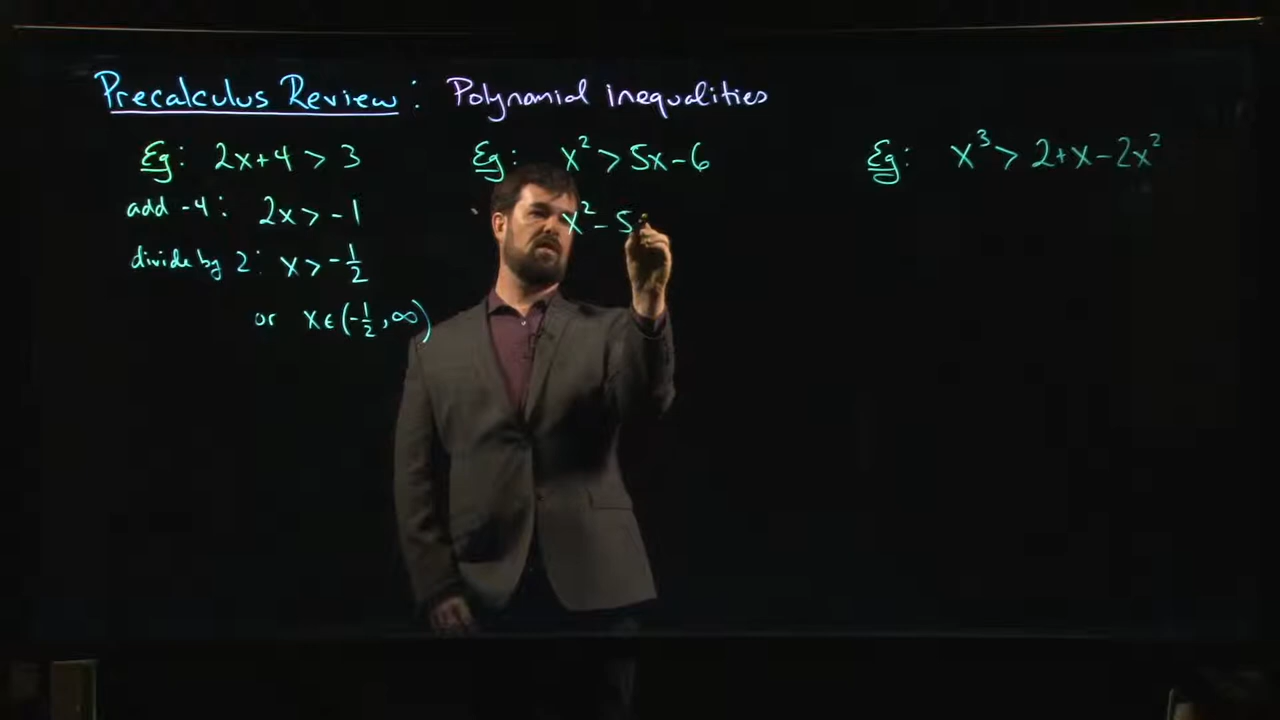 Precalculus Review: Polynomial inequalities
Eg: 2x+4 > 3
add -4: 2x > -1
divide by 2: x > -1/2
or x ∈ (-1/2, ∞)
Eg: x² > 5x-6
x² - 5
Eg: x³ > 2+x-2x²